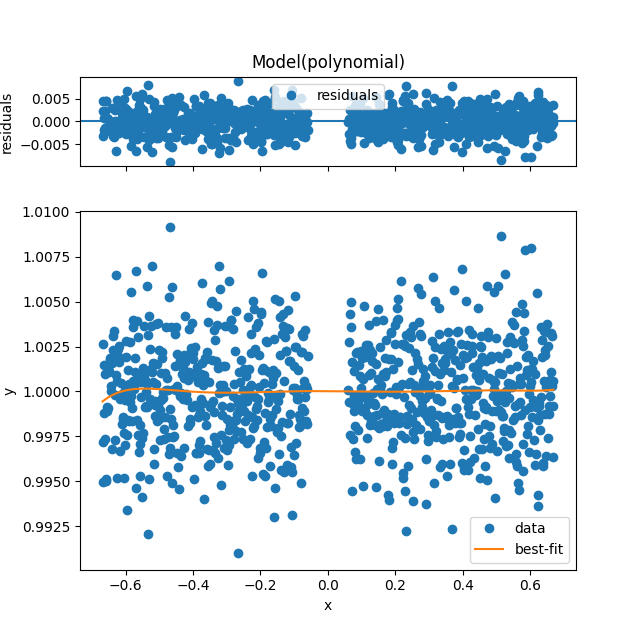 Model(polynomial)
residuals
0.005
0.000
−0.005
residuals
1.0100
1.0075
1.0050
1.0025
1.0000
0.9975
0.9950
0.9925
y
data
best-fit
−0.6 −0.4 −0.2 0.0 0.2 0.4 0.6
x